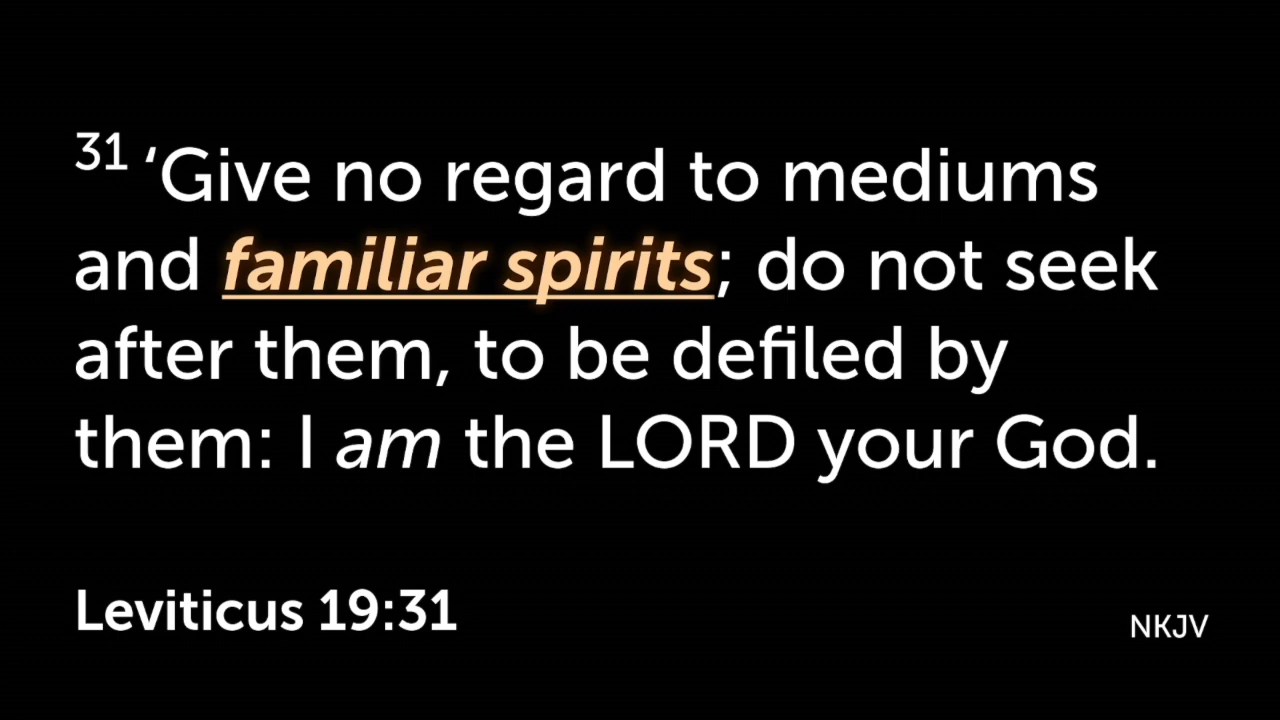 31 ‘Give no regard to mediums
and familiar spirits; do not seek
after them, to be defiled by
them: I am the LORD your God.
Leviticus 19:31
NKJV